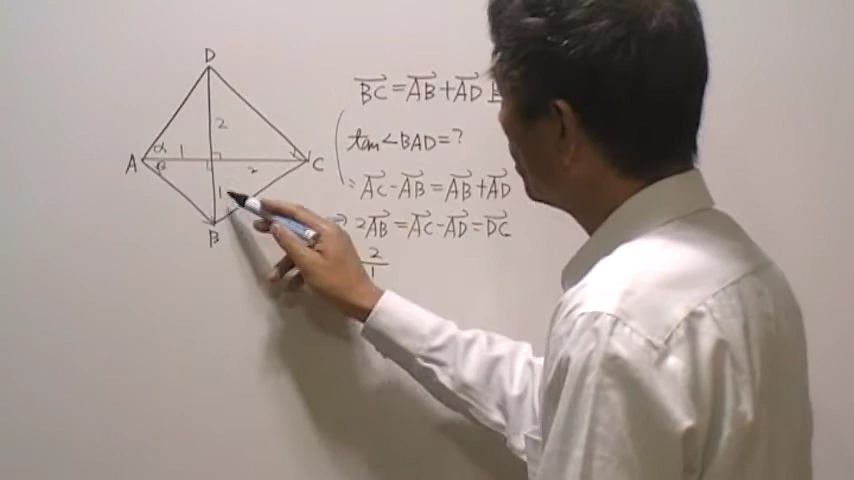 D
2
α
1
A
β
2
C
1
B
BC = AB + AD 且
tan∠BAD = ?
∵ AC - AB = AB + AD
⇒ 2AB = AC - AD = DC
2/1